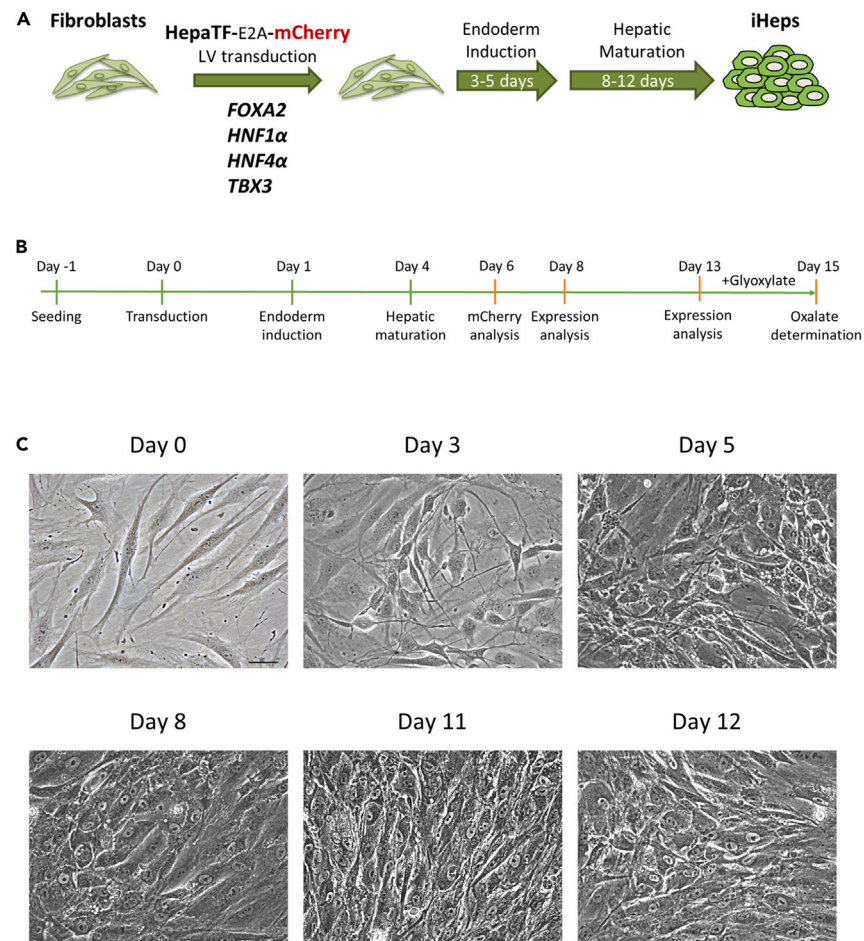 A
Fibroblasts
HepaTF-E2A-mCherry
LV transduction
FOXA2
HNF1α
HNF4α
TBX3
Endoderm
Induction
3-5 days
Hepatic
Maturation
8-12 days
iHeps
B
Day -1
Day 0
Day 1
Day 4
Day 6
Day 8
Day 13
+Glyoxylate
Day 15
Seeding
Transduction
Endoderm
induction
Hepatic
maturation
mCherry
analysis
Expression
analysis
Expression
analysis
Oxalate
determination
C
Day 0
Day 3
Day 5
Day 8
Day 11
Day 12